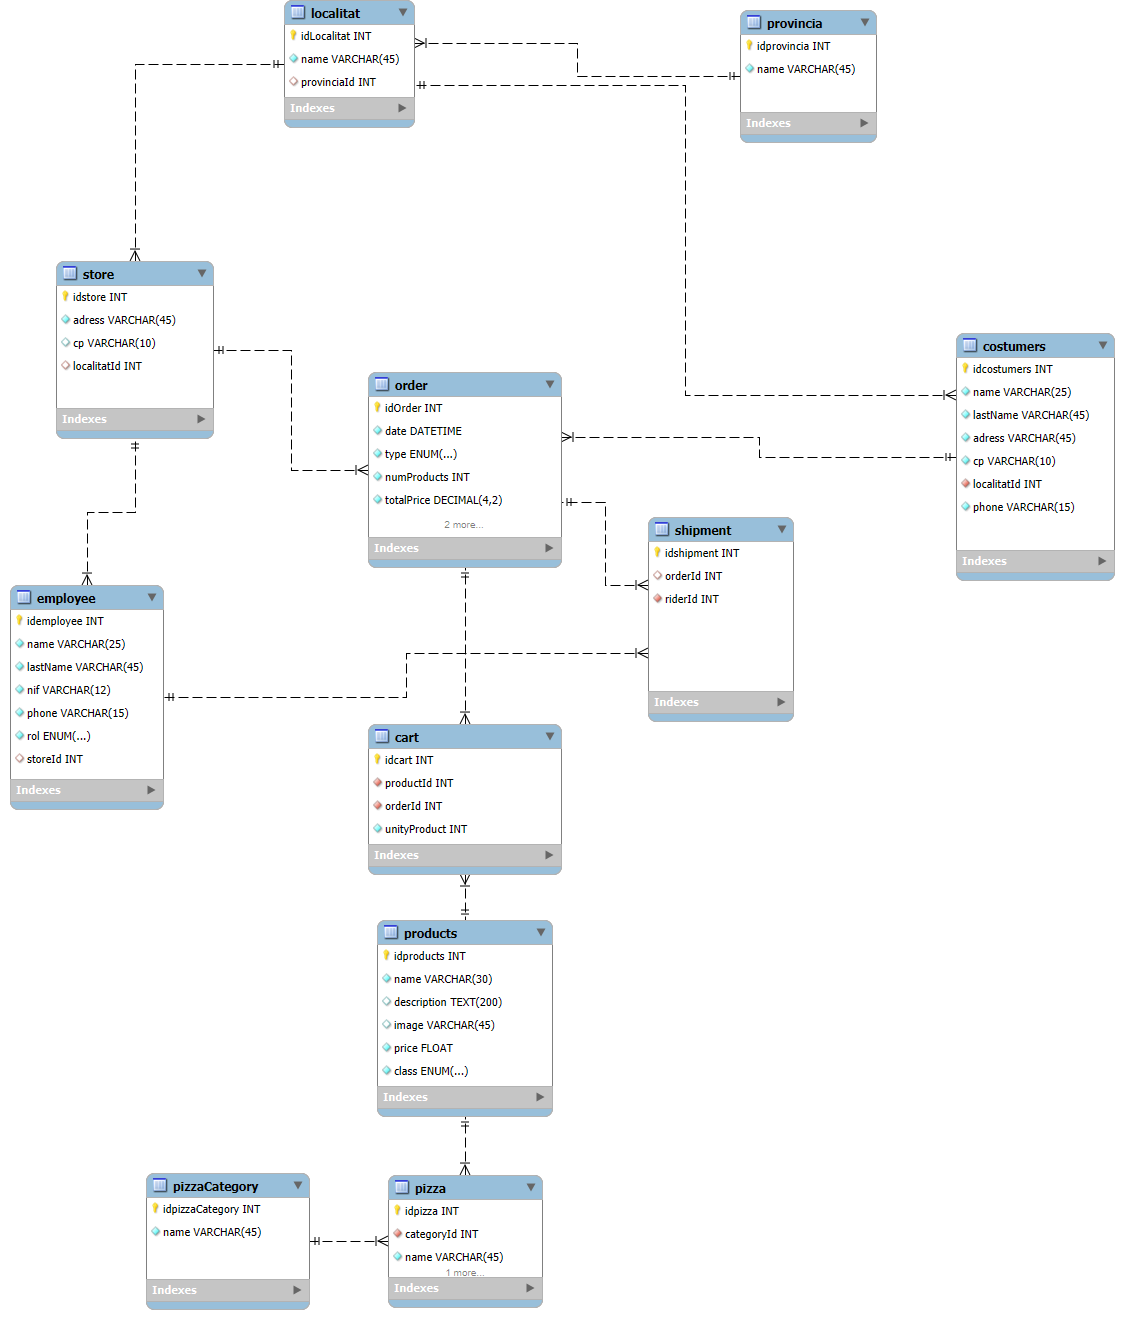 localitat
idLocalitat INT
name VARCHAR(45)
provinciaId INT
Indexes
provincia
idprovincia INT
name VARCHAR(45)
Indexes
store
idstore INT
adress VARCHAR(45)
cp VARCHAR(10)
localitatId INT
Indexes
costumers
idcostumers INT
name VARCHAR(25)
lastName VARCHAR(45)
adress VARCHAR(45)
cp VARCHAR(10)
localitatId INT
phone VARCHAR(15)
Indexes
order
idOrder INT
date DATETIME
type ENUM(...)
numProducts INT
totalPrice DECIMAL(4,2)
2 more...
Indexes
shipment
idshipment INT
orderId INT
riderId INT
Indexes
employee
idemployee INT
name VARCHAR(25)
lastName VARCHAR(45)
nif VARCHAR(12)
phone VARCHAR(15)
rol ENUM(...)
storeId INT
Indexes
cart
idcart INT
productId INT
orderId INT
unityProduct INT
Indexes
products
idproducts INT
name VARCHAR(30)
description TEXT(200)
image VARCHAR(45)
price FLOAT
class ENUM(...)
Indexes
pizzaCategory
idpizzaCategory INT
name VARCHAR(45)
Indexes
pizza
idpizza INT
categoryId INT
name VARCHAR(45)
1 more...
Indexes